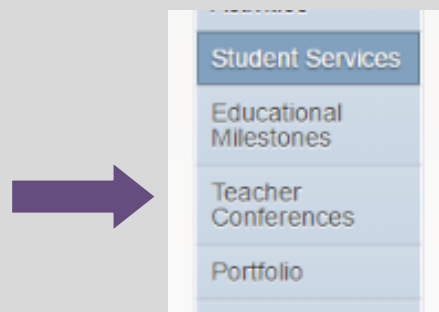 Student Services
Educational
Milestones
Teacher
Conferences
Portfolio